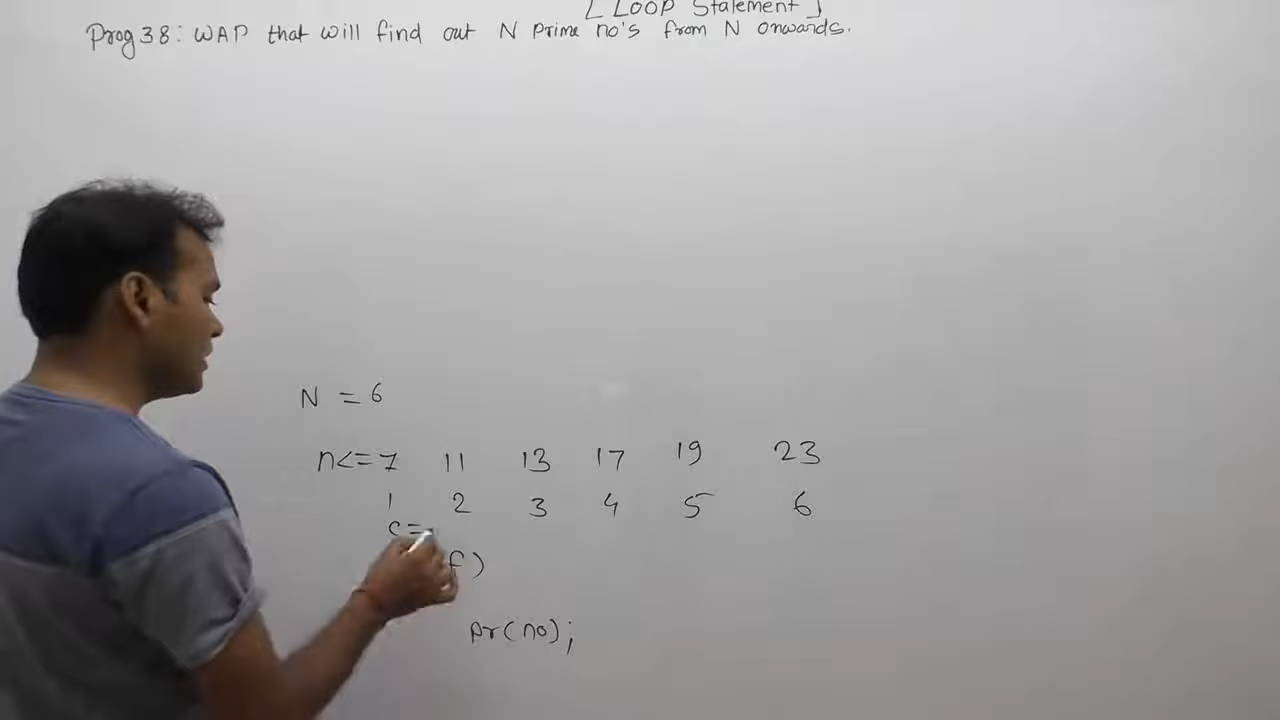 [ Loop Statement ]
Prog 38: WAP that will find out N Prime no's from N onwards.
N = 6
n<= 7 11 13 17 19 23
1 2 3 4 5 6
c=
f)
pr(no);